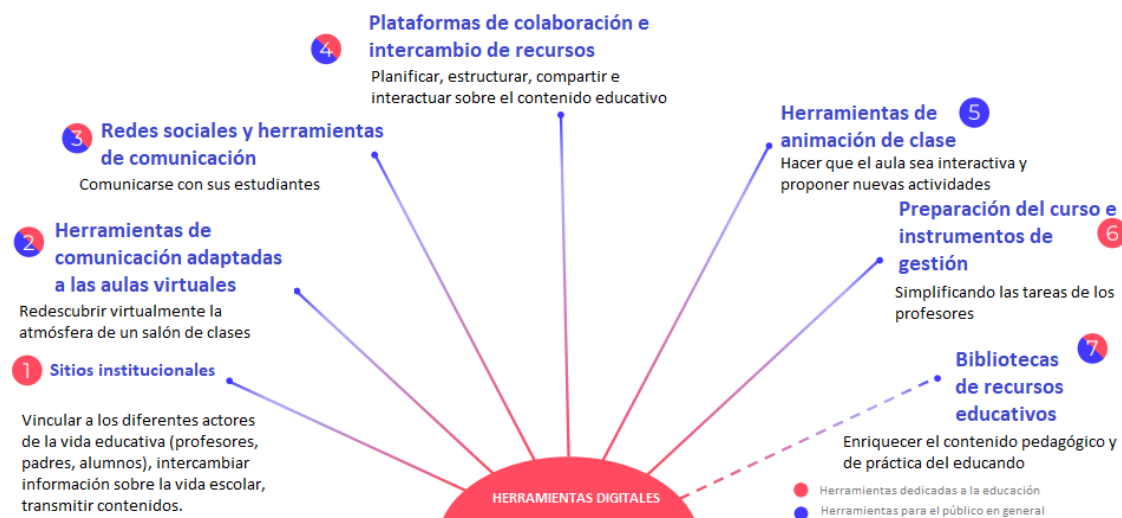 4
Plataformas de colaboración e
intercambio de recursos
Planificar, estructurar, compartir e
interactuar sobre el contenido educativo
3
Redes sociales y herramientas
de comunicación
Comunicarse con sus estudiantes
Herramientas de
animación de clase
5
Hacer que el aula sea interactiva y
proponer nuevas actividades
2
Herramientas de
comunicación adaptadas
a las aulas virtuales
Redescubrir virtualmente la
atmósfera de un salón de clases
Preparación del curso e
instrumentos de
gestión
6
Simplificando las tareas de los
profesores
1
Sitios institucionales
Vincular a los diferentes actores
de la vida educativa (profesores,
padres, alumnos), intercambiar
información sobre la vida escolar,
transmitir contenidos.
7
Bibliotecas
de recursos
educativos
Enriquecer el contenido pedagógico y
de práctica del educando
HERRAMIENTAS DIGITALES
Herramientas dedicadas a la educación
Herramientas para el público en general